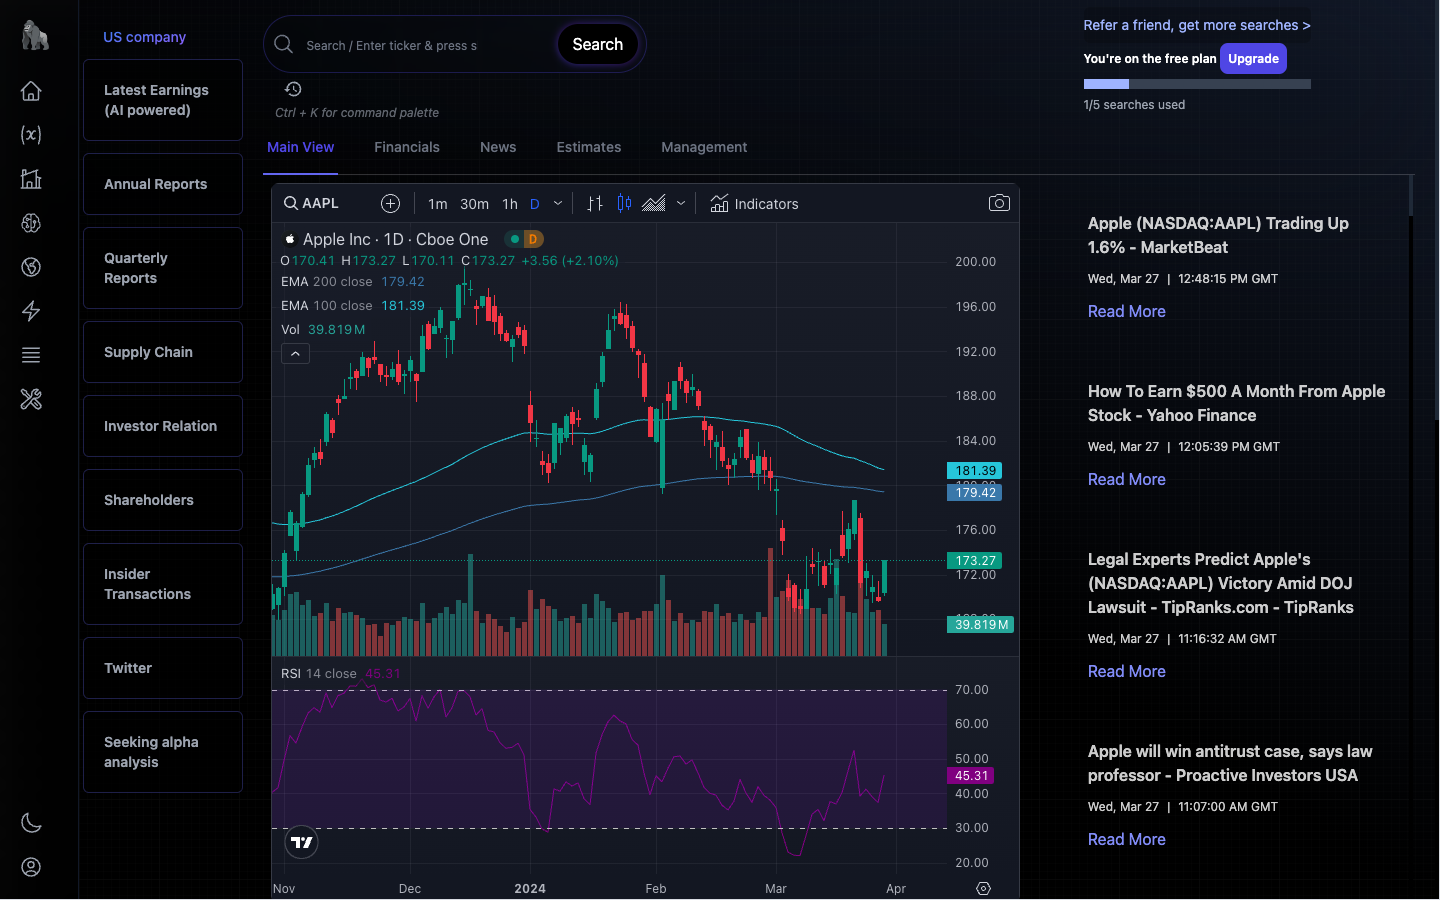 US company
Latest Earnings
(AI powered)
Annual Reports
Quarterly
Reports
Supply Chain
Investor Relation
Shareholders
Insider
Transactions
Twitter
Seeking alpha
analysis
Search / Enter ticker & press s
Search
Ctrl + K for command palette
Refer a friend, get more searches >
You're on the free plan Upgrade
1/5 searches used
Main View Financials News Estimates Management
AAPL 1m 30m 1h D Indicators
Apple Inc · 1D · Cboe One D
O170.41 H173.27 L170.11 C173.27 +3.56 (+2.10%)
EMA 200 close 179.42
EMA 100 close 181.39
Vol 39.819M
200.00
196.00
192.00
188.00
184.00
181.39
179.42
176.00
173.27
172.00
39.819M
RSI 14 close 45.31
70.00
60.00
50.00
45.31
40.00
30.00
20.00
Nov Dec 2024 Feb Mar Apr
Apple (NASDAQ:AAPL) Trading Up
1.6% - MarketBeat
Wed, Mar 27 | 12:48:15 PM GMT
Read More
How To Earn $500 A Month From Apple
Stock - Yahoo Finance
Wed, Mar 27 | 12:05:39 PM GMT
Read More
Legal Experts Predict Apple's
(NASDAQ:AAPL) Victory Amid DOJ
Lawsuit - TipRanks.com - TipRanks
Wed, Mar 27 | 11:16:32 AM GMT
Read More
Apple will win antitrust case, says law
professor - Proactive Investors USA
Wed, Mar 27 | 11:07:00 AM GMT
Read More